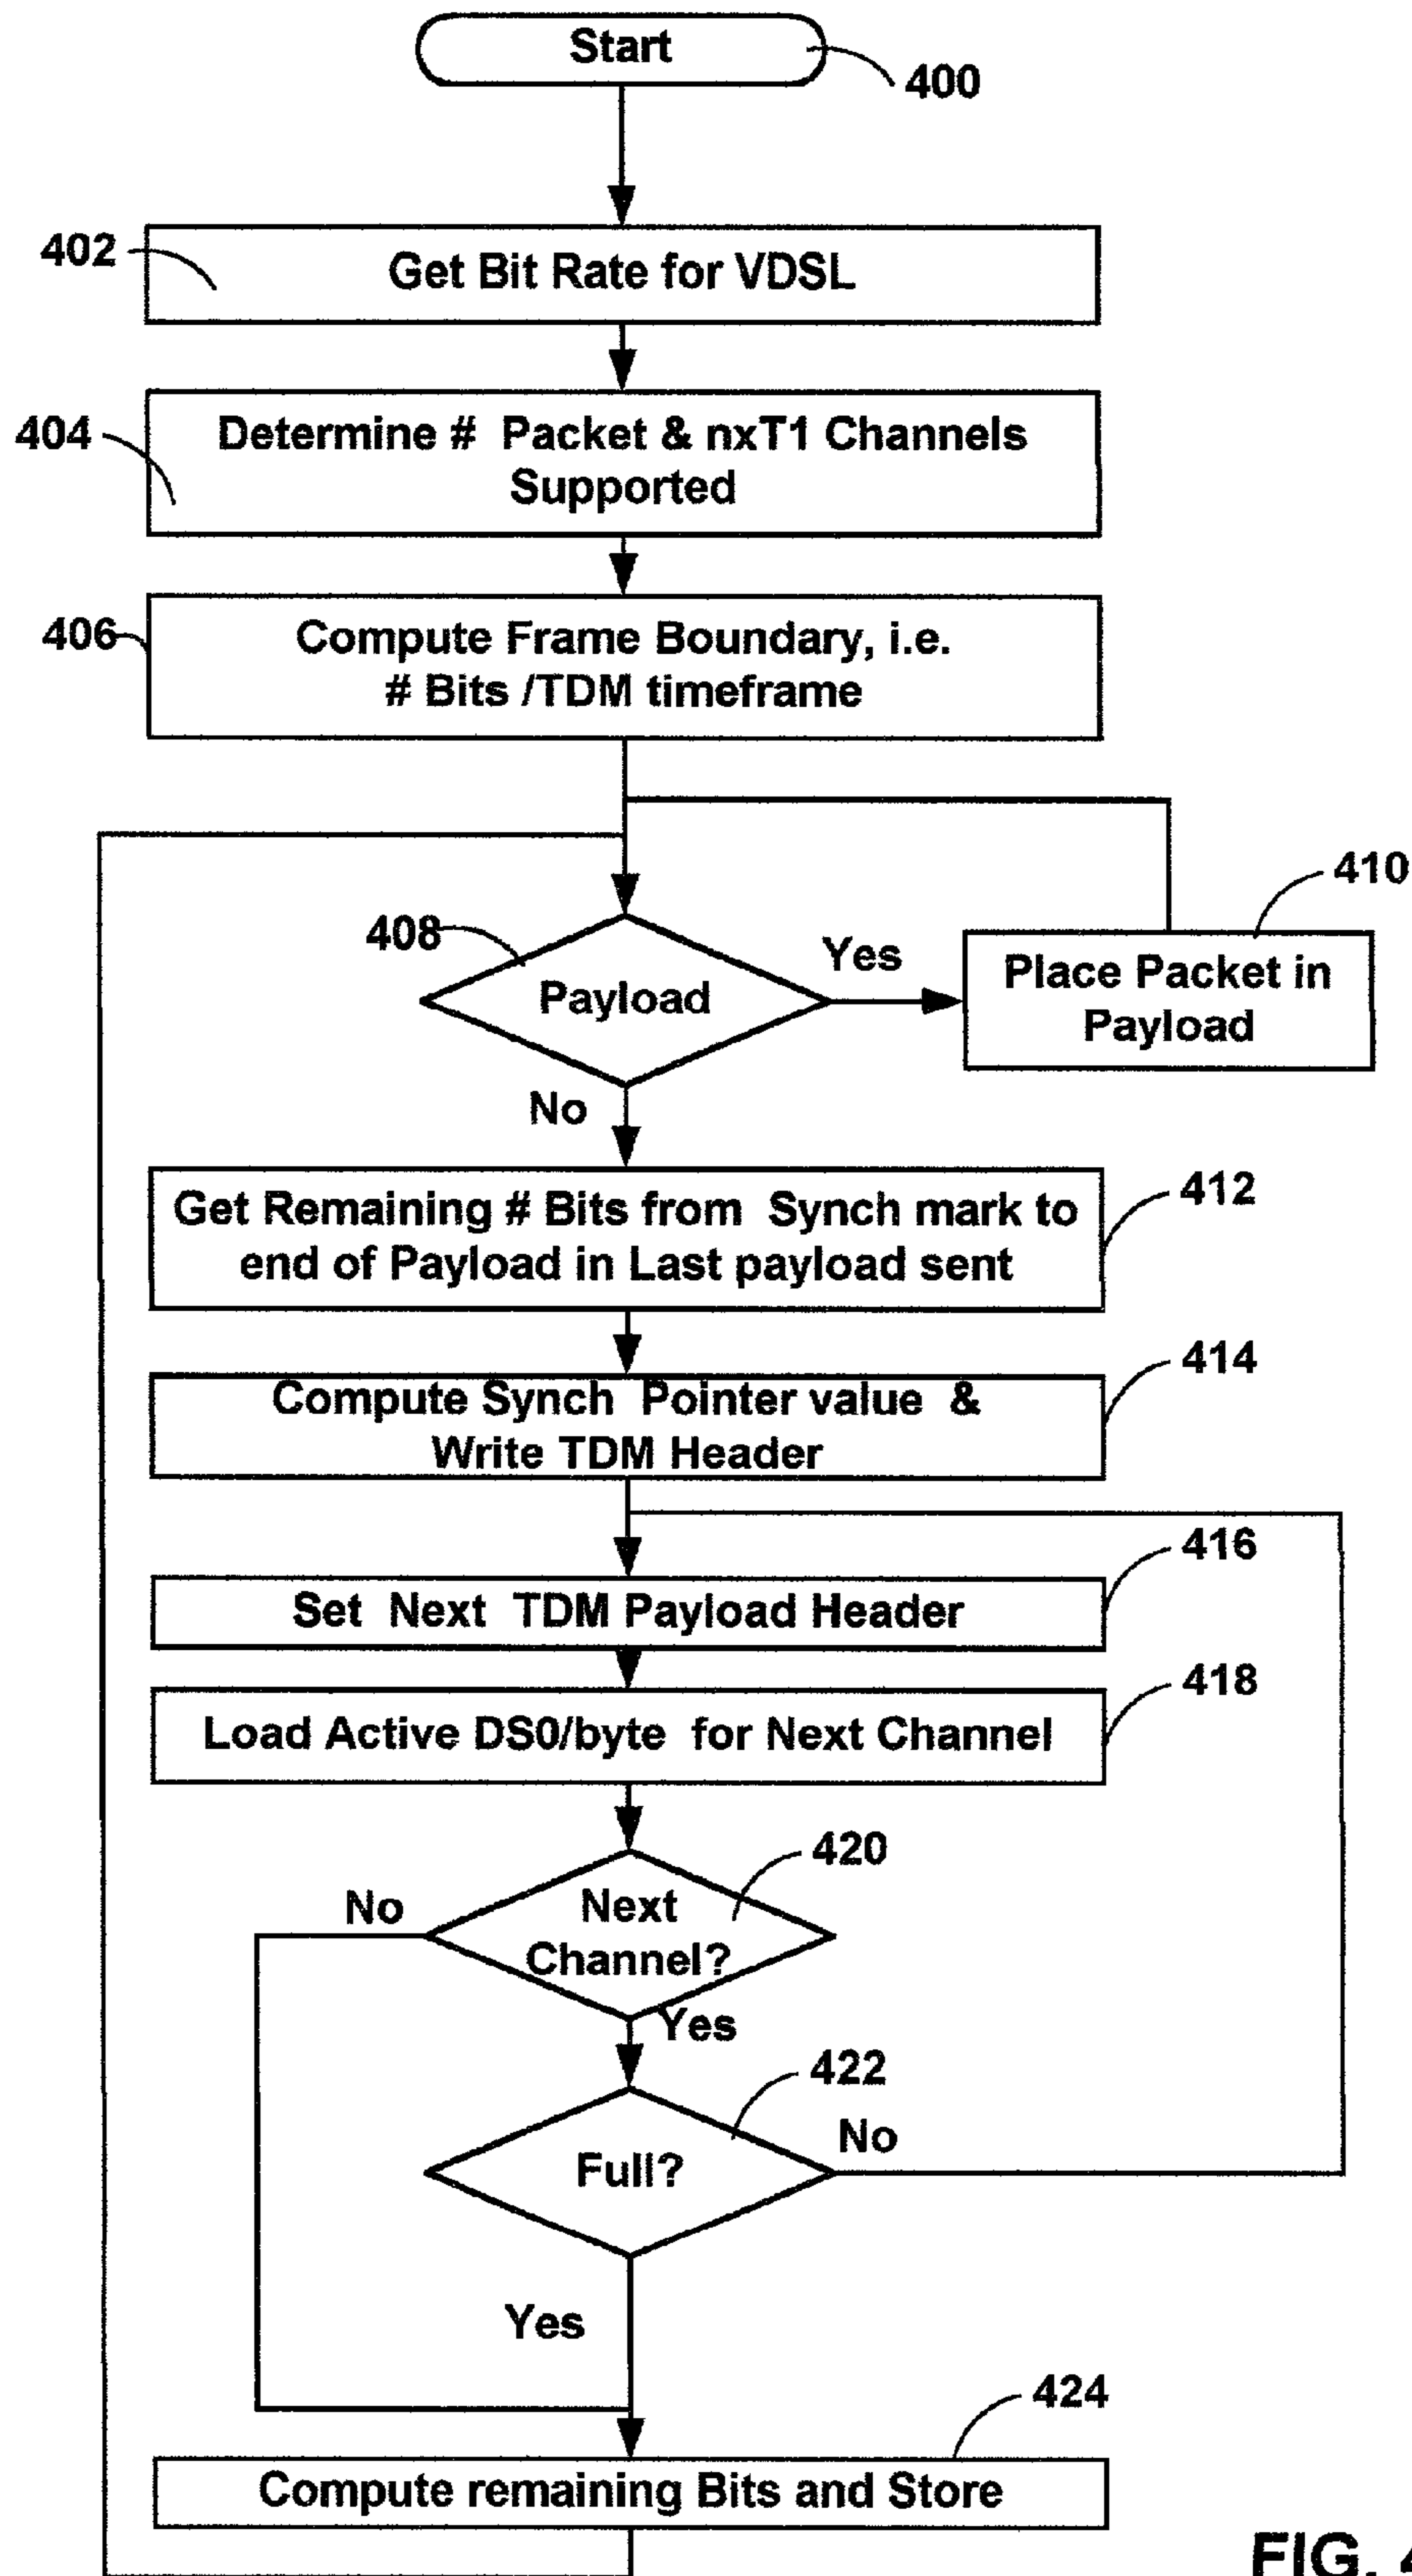 Start
400
402
Get Bit Rate for VDSL
404
Determine # Packet & nxT1 Channels
Supported
406
Compute Frame Boundary, i.e.
# Bits /TDM timeframe
408
Payload
Yes
410
Place Packet in
Payload
No
412
Get Remaining # Bits from Synch mark to
end of Payload in Last payload sent
414
Compute Synch Pointer value &
Write TDM Header
416
Set Next TDM Payload Header
418
Load Active DS0/byte for Next Channel
420
No
Next
Channel?
Yes
422
Full?
No
Yes
424
Compute remaining Bits and Store
FIG. 4